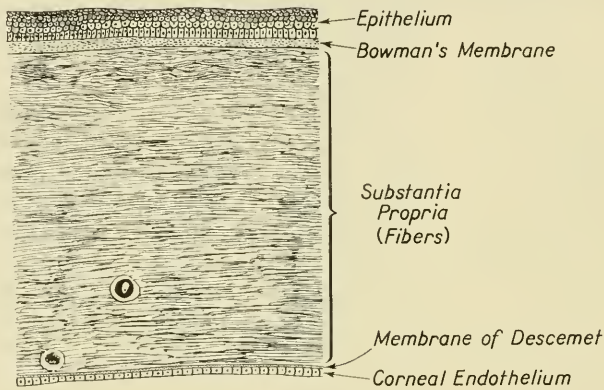 Epithelium
Bowman's Membrane
Substantia
Propria
(Fibers)
Membrane of Descemet
Corneal Endothelium